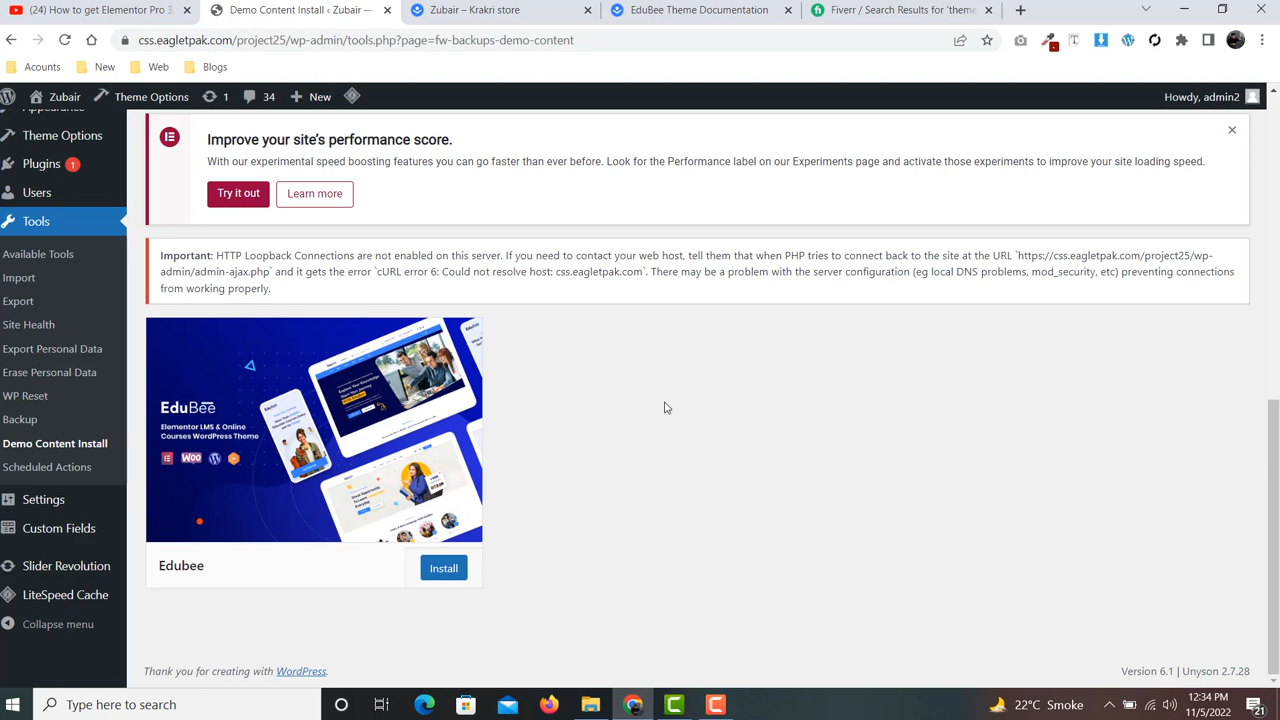 (24) How to get Elementor Pro 3.
Demo Content Install ‹ Zubair —
Zubair – Krakri store
EduBee Theme Documentation
Fiverr / Search Results for 'theme
css.eagletpak.com/project25/wp-admin/tools.php?page=fw-backups-demo-content
Acounts
New
Web
Blogs
Zubair
Theme Options
1
34
New
Howdy, admin2
Appearance
Theme Options
Plugins 1
Users
Tools
Available Tools
Import
Export
Site Health
Export Personal Data
Erase Personal Data
WP Reset
Backup
Demo Content Install
Scheduled Actions
Settings
Custom Fields
Slider Revolution
LiteSpeed Cache
Collapse menu
Improve your site's performance score.
With our experimental speed boosting features you can go faster than ever before. Look for the Performance label on our Experiments page and activate those experiments to improve your site loading speed.
Try it out
Learn more
Important: HTTP Loopback Connections are not enabled on this server. If you need to contact your web host, tell them that when PHP tries to connect back to the site at the URL `https://css.eagletpak.com/project25/wp-
admin/admin-ajax.php` and it gets the error `cURL error 6: Could not resolve host: css.eagletpak.com`. There may be a problem with the server configuration (eg local DNS problems, mod_security, etc) preventing connections
from working properly.
EduBee
Elementor LMS & Online
Courses WordPress Theme
Woo
Edubee
Install
Thank you for creating with WordPress.
Version 6.1 | Unyson 2.7.28
Type here to search
22°C Smoke
12:34 PM
11/5/2022
21